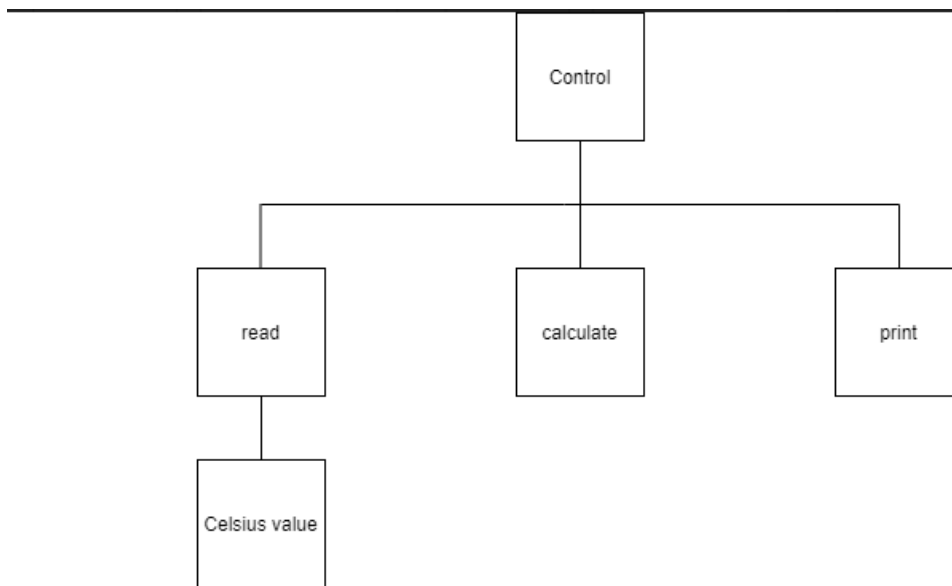 Control
read
calculate
print
Celsius value